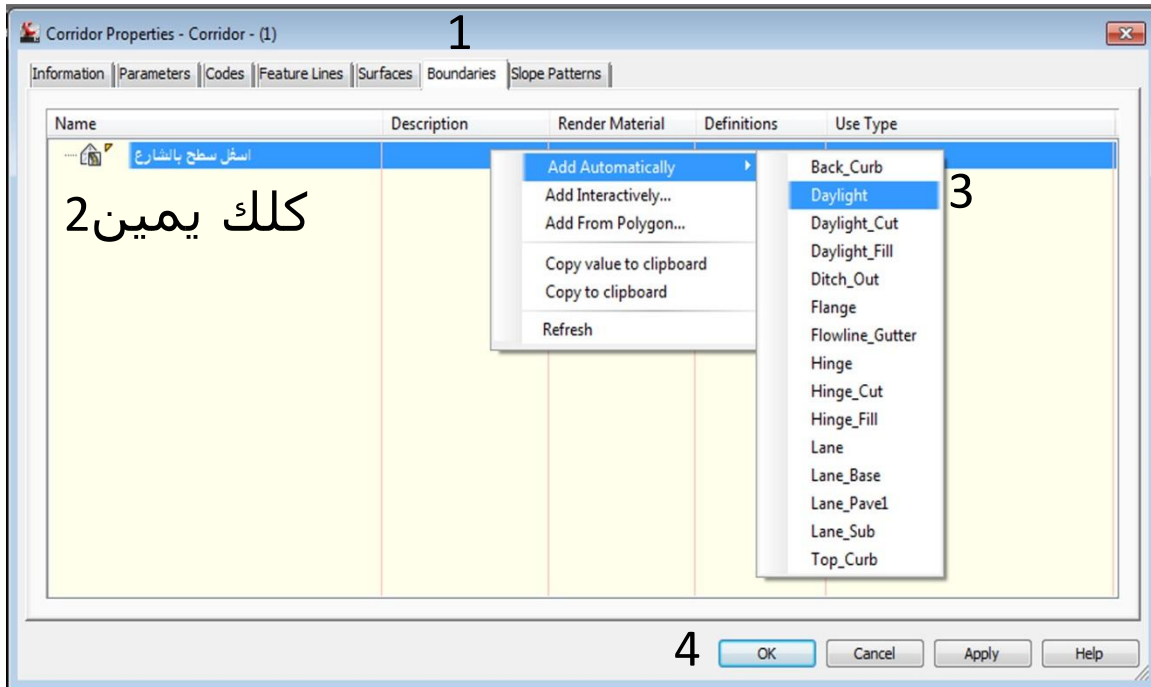 1
Corridor Properties - Corridor - (1)
Information Parameters Codes Feature Lines Surfaces Boundaries Slope Patterns
Name Description Render Material Definitions Use Type
اسفل سطح بالشارع
كلك يمين2
Add Automatically
Add Interactively...
Add From Polygon...
Copy value to clipboard
Copy to clipboard
Refresh
Back_Curb
Daylight
3
Daylight_Cut
Daylight_Fill
Ditch_Out
Flange
Flowline_Gutter
Hinge
Hinge_Cut
Hinge_Fill
Lane
Lane_Base
Lane_Pave1
Lane_Sub
Top_Curb
4 OK Cancel Apply Help